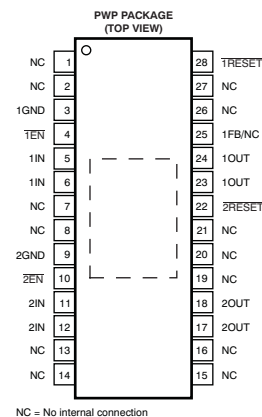 PWP PACKAGE
(TOP VIEW)
NC 1 28 1RESET
NC 2 27 NC
1GND 3 26 NC
1EN 4 25 1FB/NC
1IN 5 24 1OUT
1IN 6 23 1OUT
NC 7 22 2RESET
NC 8 21 NC
2GND 9 20 NC
2EN 10 19 NC
2IN 11 18 2OUT
2IN 12 17 2OUT
NC 13 16 NC
NC 14 15 NC
NC = No internal connection